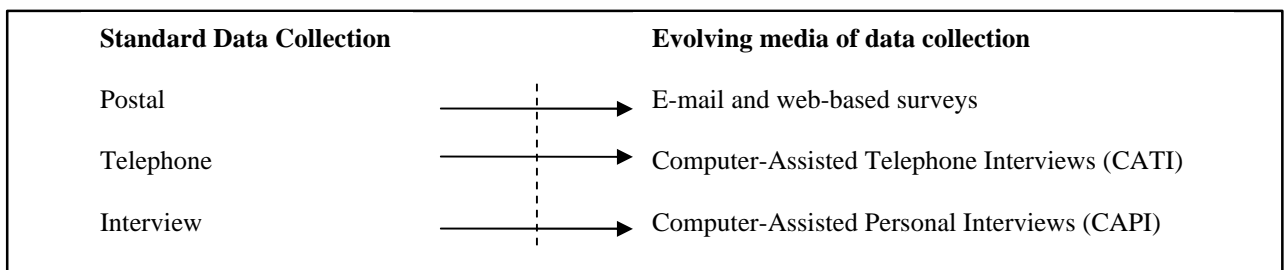 Standard Data Collection Evolving media of data collection
Postal E-mail and web-based surveys
Telephone Computer-Assisted Telephone Interviews (CATI)
Interview Computer-Assisted Personal Interviews (CAPI)